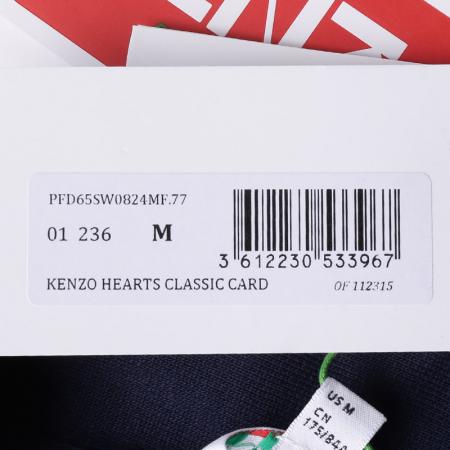 PFD65SW0824MF.77
01 236 M
3 612230 533967
KENZO HEARTS CLASSIC CARD
OF 112315
US M
CN
175/84A